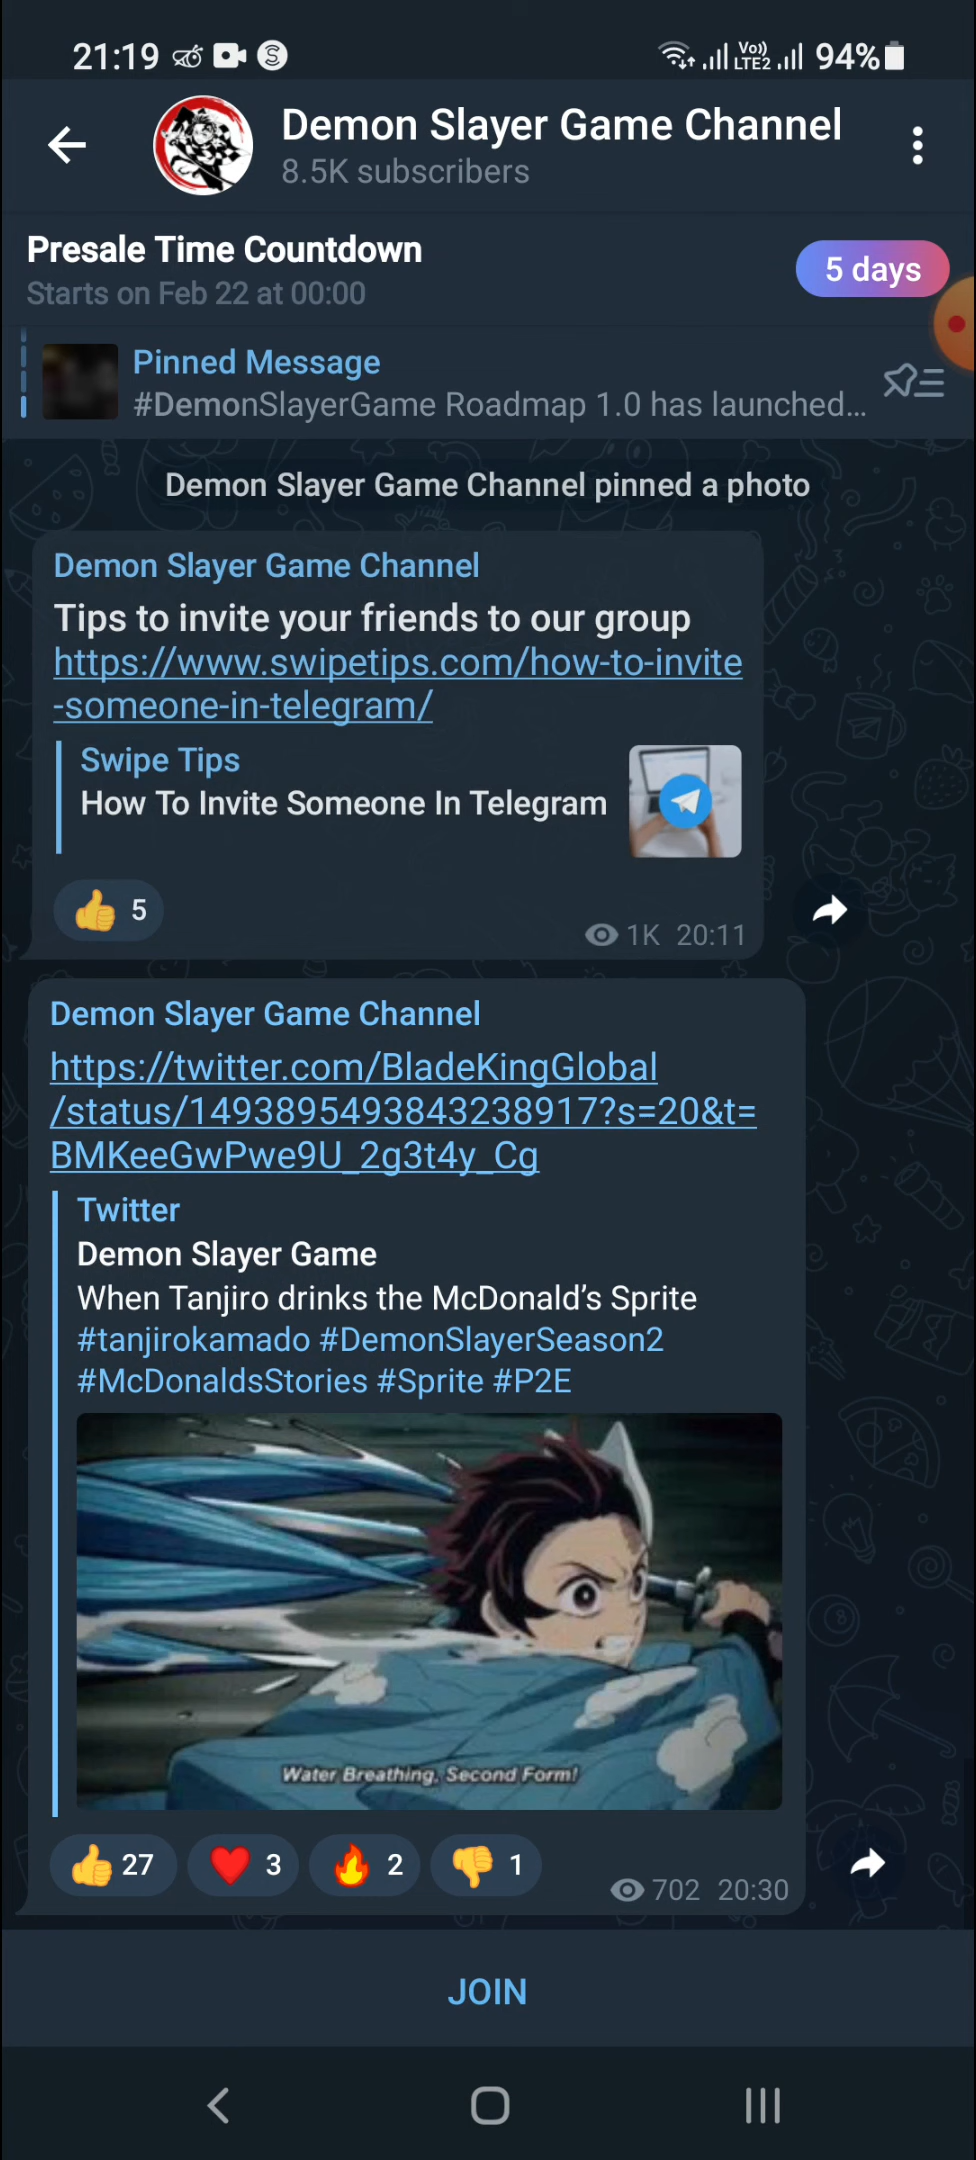 21:19
Vo))
LTE2
94%
Demon Slayer Game Channel
8.5K subscribers
Presale Time Countdown
Starts on Feb 22 at 00:00
5 days
Pinned Message
#DemonSlayerGame Roadmap 1.0 has launched...
Demon Slayer Game Channel pinned a photo
Demon Slayer Game Channel
Tips to invite your friends to our group
https://www.swipetips.com/how-to-invite
-someone-in-telegram/
Swipe Tips
How To Invite Someone In Telegram
5
1K 20:11
Demon Slayer Game Channel
https://twitter.com/BladeKingGlobal
/status/1493895493843238917?s=20&t=
BMKeeGwPwe9U_2g3t4y_Cg
Twitter
Demon Slayer Game
When Tanjiro drinks the McDonald’s Sprite
#tanjirokamado #DemonSlayerSeason2
#McDonaldsStories #Sprite #P2E
Water Breathing, Second Form!
27 3 2 1
702 20:30
JOIN